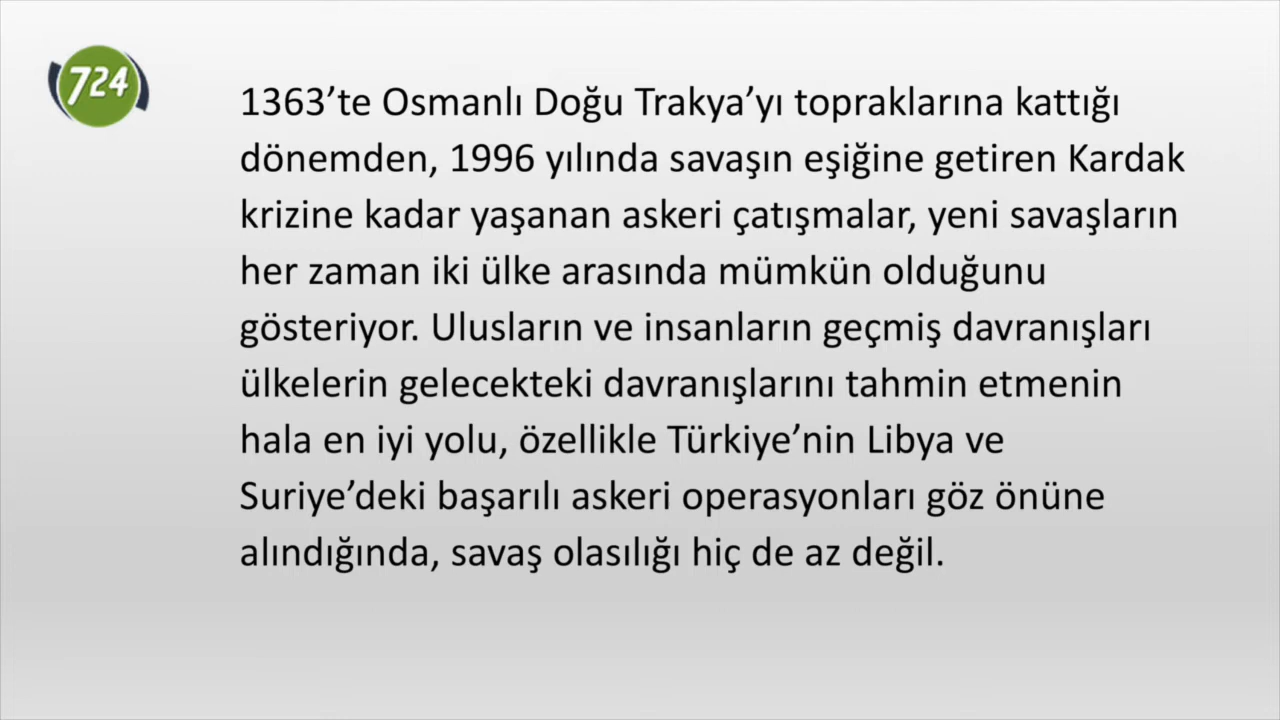 724
1363’te Osmanlı Doğu Trakya’yı topraklarına kattığı
dönemden, 1996 yılında savaşın eşiğine getiren Kardak
krizine kadar yaşanan askeri çatışmalar, yeni savaşların
her zaman iki ülke arasında mümkün olduğunu
gösteriyor. Ulusların ve insanların geçmiş davranışları
ülkelerin gelecekteki davranışlarını tahmin etmenin
hala en iyi yolu, özellikle Türkiye’nin Libya ve
Suriye’deki başarılı askeri operasyonları göz önüne
alındığında, savaş olasılığı hiç de az değil.